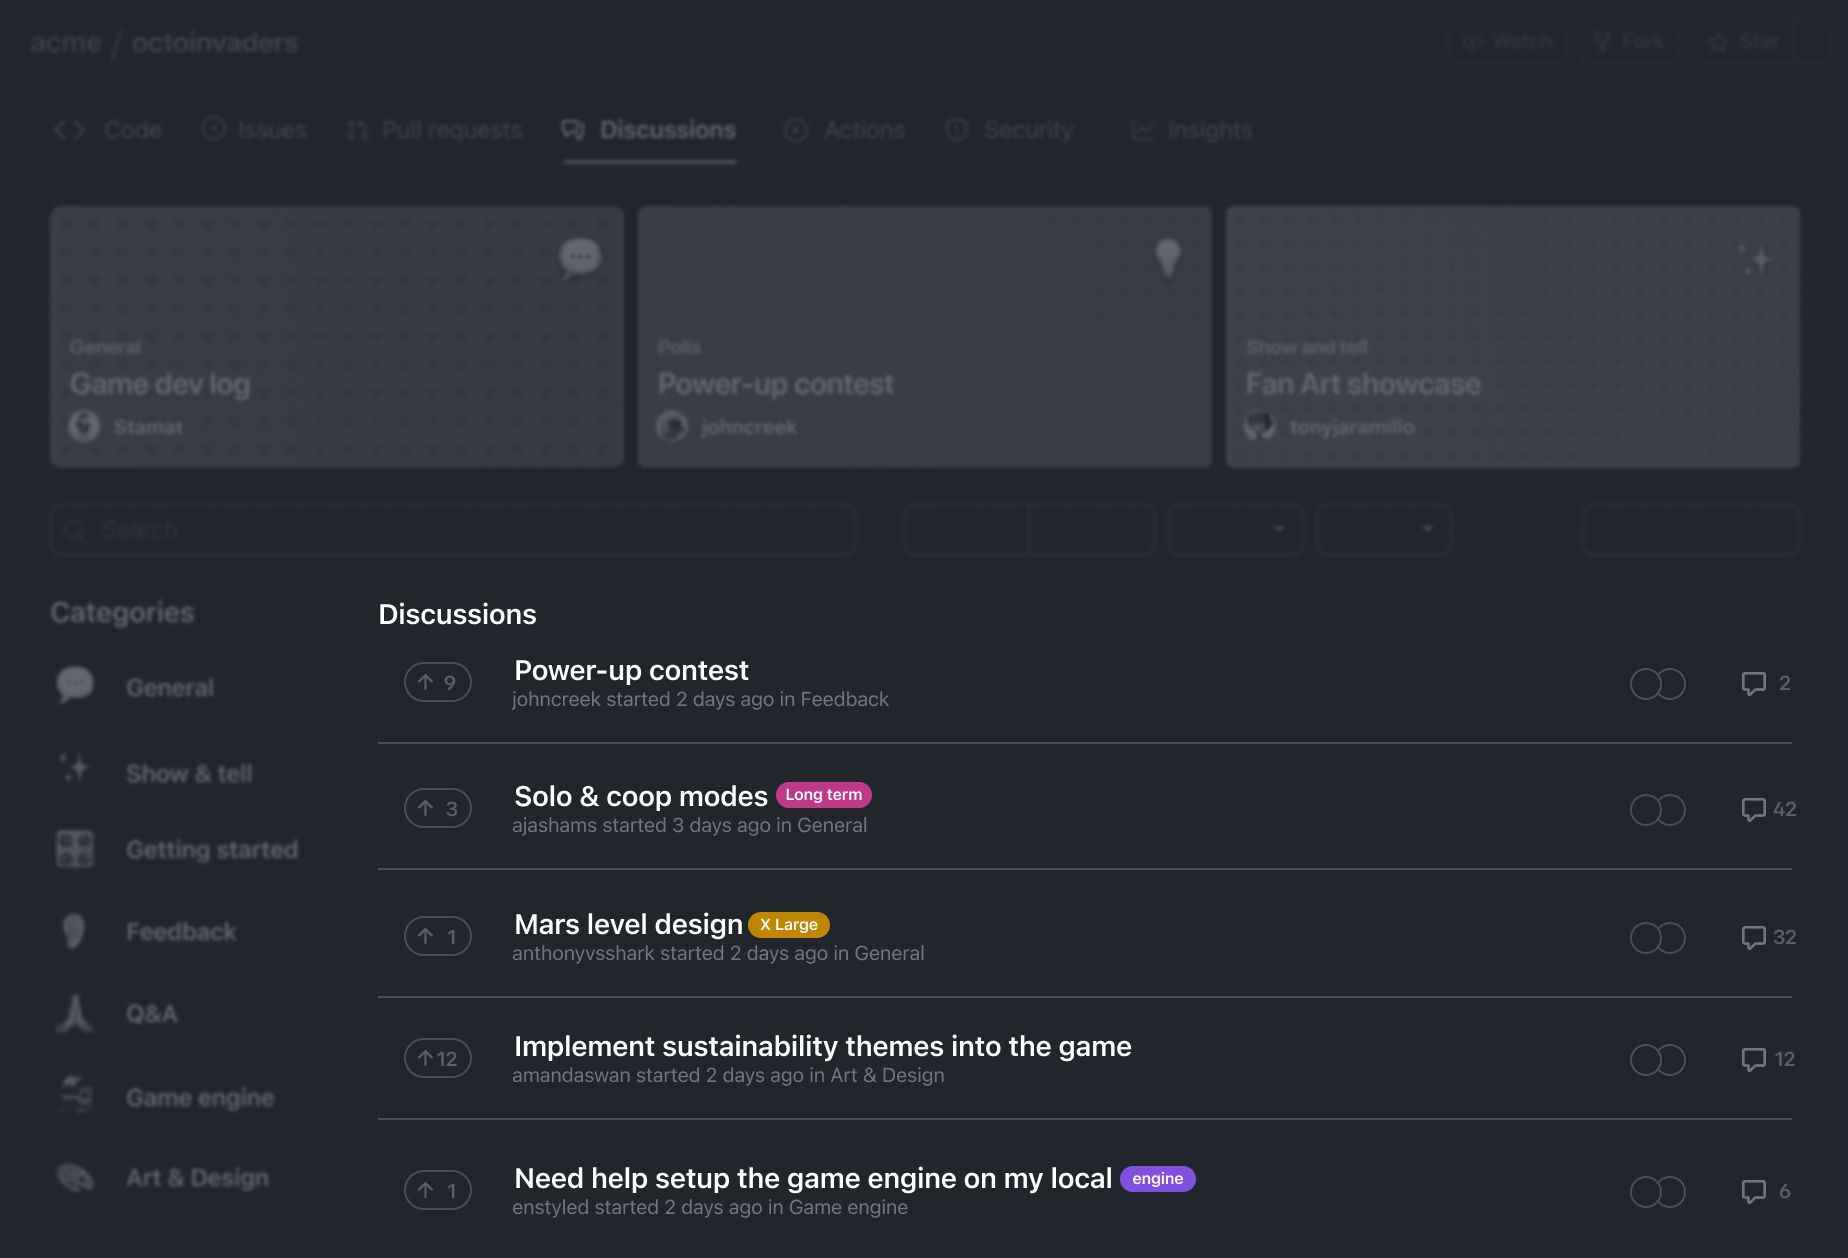 acme / octoinvaders
Watch
Fork
Star
Code
Issues
Pull requests
Discussions
Actions
Security
Insights
General
Game dev log
Stamat
Polls
Power-up contest
johncreek
Show and tell
Fan Art showcase
tonyjaramillo
Search
Categories
General
Show & tell
Getting started
Feedback
Q&A
Game engine
Art & Design
Discussions
9
Power-up contest
johncreek started 2 days ago in Feedback
2
3
Solo & coop modes Long term
ajashams started 3 days ago in General
42
1
Mars level design X Large
anthonyvsshark started 2 days ago in General
32
12
Implement sustainability themes into the game
amandaswan started 2 days ago in Art & Design
12
1
Need help setup the game engine on my local engine
enstyled started 2 days ago in Game engine
6